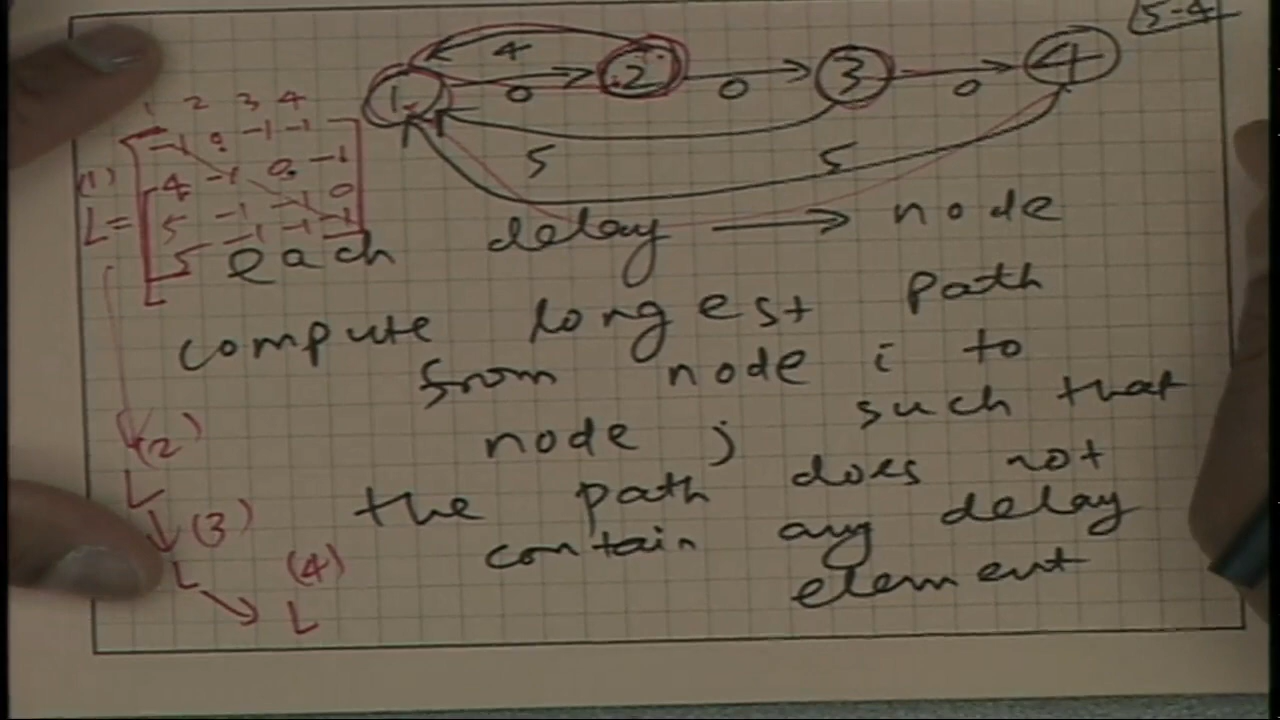 5-4
4
1 2 3 4
0 0 0
5 5
1 2 3 4
(1)
L =
-1 0 -1 -1
4 -1 0 -1
5 -1 -1 0
5 -1 -1 -1
each delay → node
compute longest path
from node i to
node j such that
the path does not
contain any delay
element
(2)
L
(3)
L
(4)
L